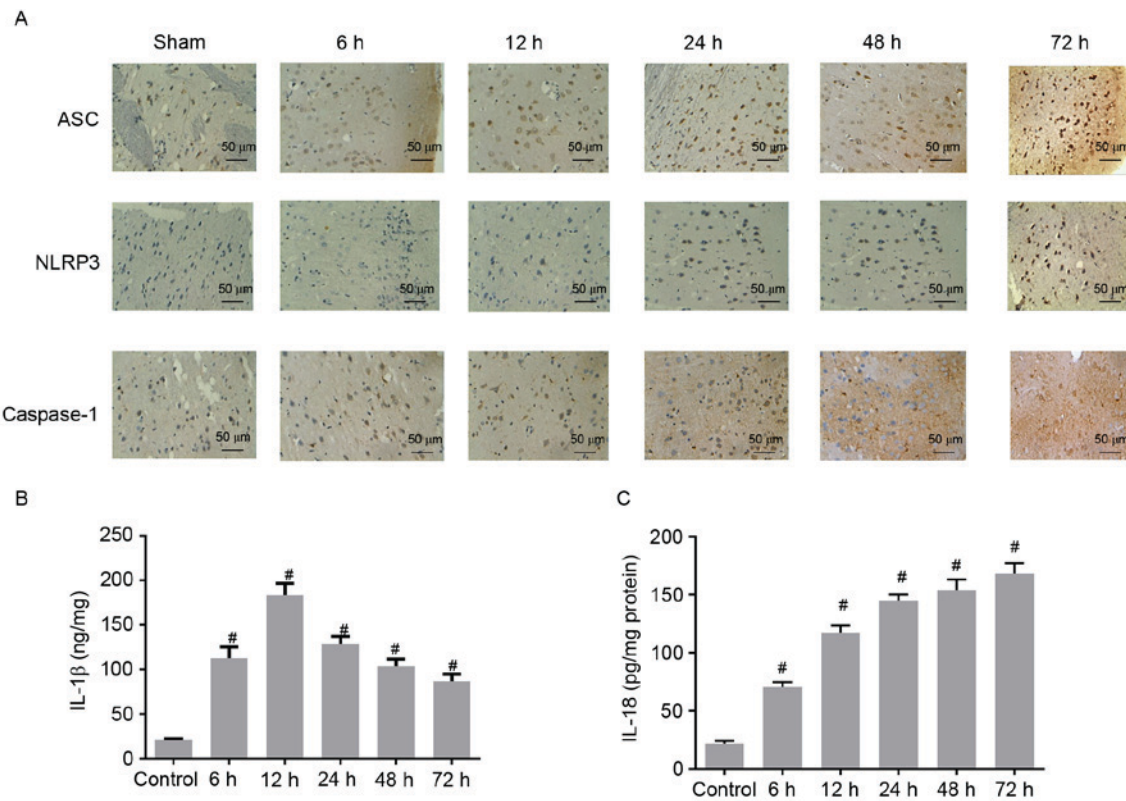 A
Sham 6 h 12 h 24 h 48 h 72 h
ASC
50 μm 50 μm 50 μm 50 μm 50 μm 50 μm
NLRP3
50 μm 50 μm 50 μm 50 μm 50 μm 50 μm
Caspase-1
50 μm 50 μm 50 μm 50 μm 50 μm 50 μm
B
IL-1β (ng/mg)
250
200
150
100
50
0
# # # # #
Control 6 h 12 h 24 h 48 h 72 h
C
IL-18 (pg/mg protein)
200
150
100
50
0
# # # # #
Control 6 h 12 h 24 h 48 h 72 h